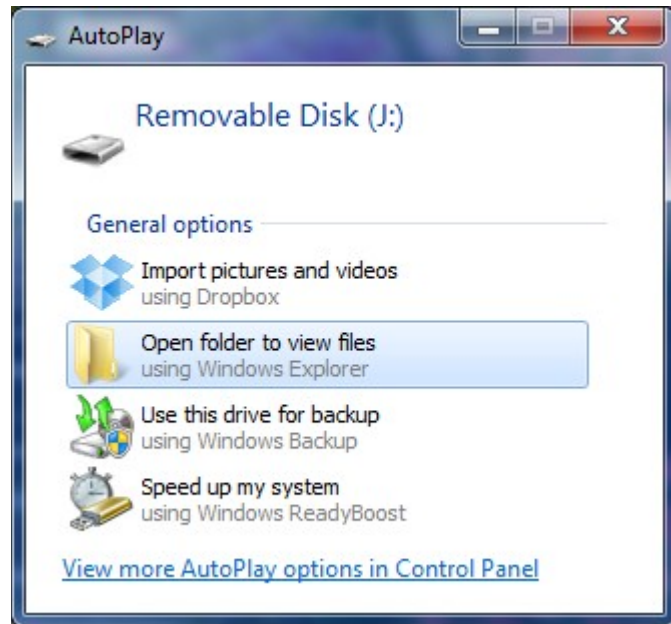 AutoPlay
Removable Disk (J:)
General options
Import pictures and videos
using Dropbox
Open folder to view files
using Windows Explorer
Use this drive for backup
using Windows Backup
Speed up my system
using Windows ReadyBoost
View more AutoPlay options in Control Panel